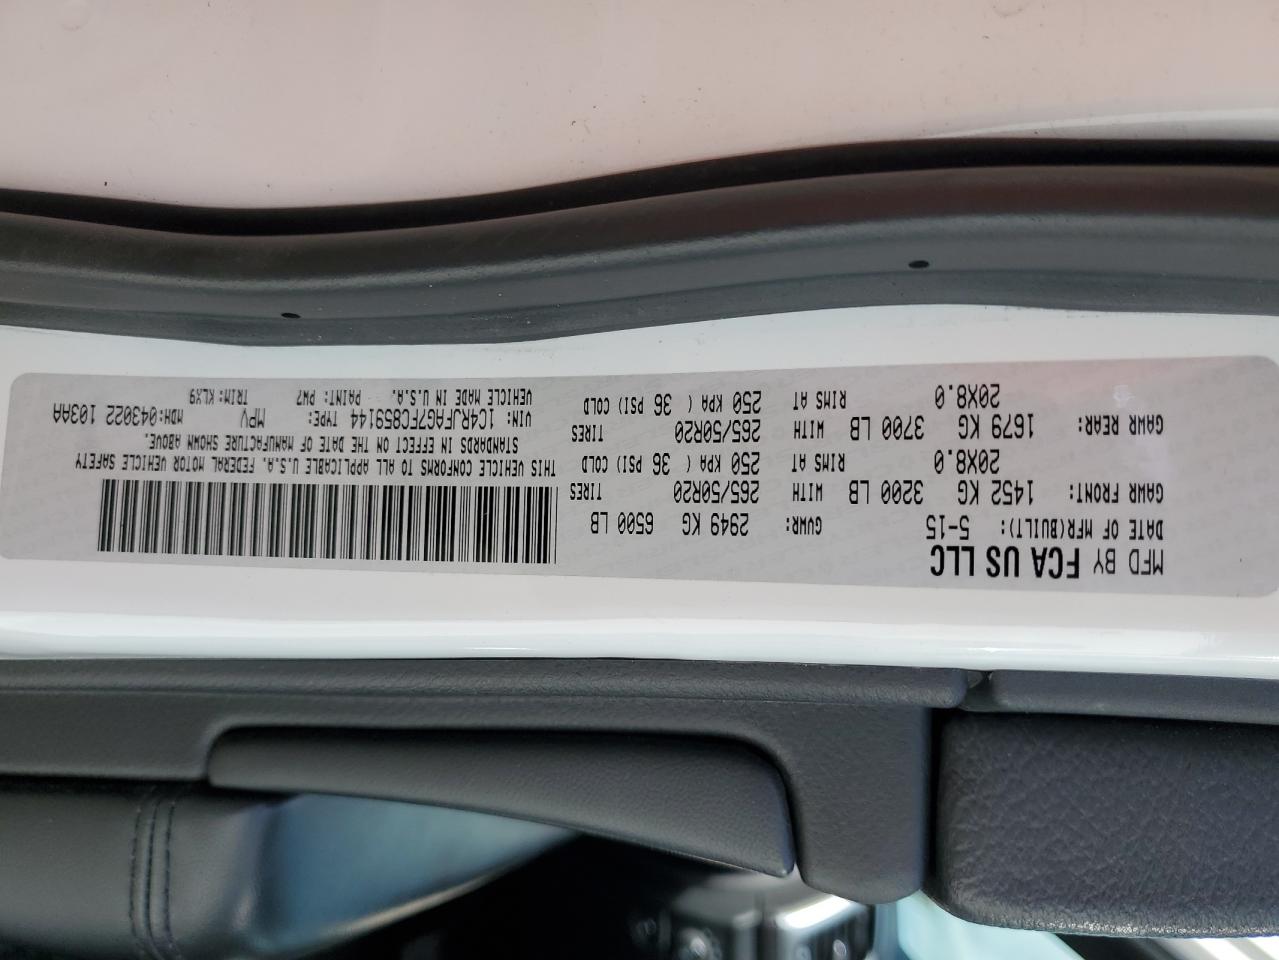 MFD BY FCA US LLC
DATE OF MFR(BUILT): 5-15 GVWR: 2949 KG 6500 LB
GAWR FRONT: 1452 KG 3200 LB WITH 265/50R20 TIRES
20X8.0 RIMS AT 250 KPA ( 36 PSI) COLD
GAWR REAR: 1679 KG 3700 LB WITH 265/50R20 TIRES
20X8.0 RIMS AT 250 KPA ( 36 PSI) COLD
THIS VEHICLE CONFORMS TO ALL APPLICABLE U.S.A. FEDERAL MOTOR VEHICLE SAFETY
STANDARDS IN EFFECT ON THE DATE OF MANUFACTURE SHOWN ABOVE.
VIN: 1C4RJFAG7FC859144 TYPE: MPV MDH:043022 103AA
VEHICLE MADE IN U.S.A. PAINT: PW7 TRIM:KLX9